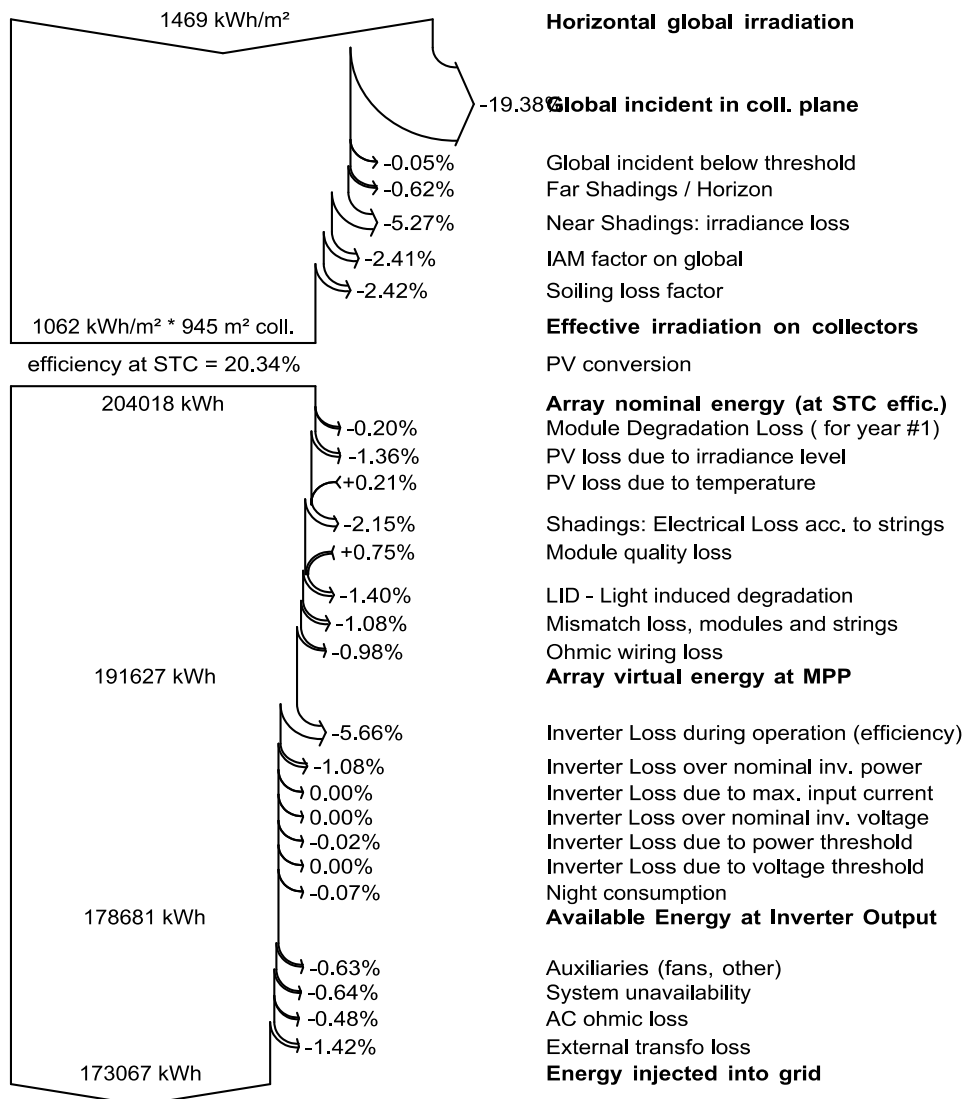 1469 kWh/m² Horizontal global irradiation
-19.38% Global incident in coll. plane
-0.05% Global incident below threshold
-0.62% Far Shadings / Horizon
-5.27% Near Shadings: irradiance loss
-2.41% IAM factor on global
-2.42% Soiling loss factor
1062 kWh/m² * 945 m² coll. Effective irradiation on collectors
efficiency at STC = 20.34% PV conversion
204018 kWh Array nominal energy (at STC effic.)
-0.20% Module Degradation Loss ( for year #1)
-1.36% PV loss due to irradiance level
+0.21% PV loss due to temperature
-2.15% Shadings: Electrical Loss acc. to strings
+0.75% Module quality loss
-1.40% LID - Light induced degradation
-1.08% Mismatch loss, modules and strings
-0.98% Ohmic wiring loss
191627 kWh Array virtual energy at MPP
-5.66% Inverter Loss during operation (efficiency)
-1.08% Inverter Loss over nominal inv. power
0.00% Inverter Loss due to max. input current
0.00% Inverter Loss over nominal inv. voltage
-0.02% Inverter Loss due to power threshold
0.00% Inverter Loss due to voltage threshold
-0.07% Night consumption
178681 kWh Available Energy at Inverter Output
-0.63% Auxiliaries (fans, other)
-0.64% System unavailability
-0.48% AC ohmic loss
-1.42% External transfo loss
173067 kWh Energy injected into grid